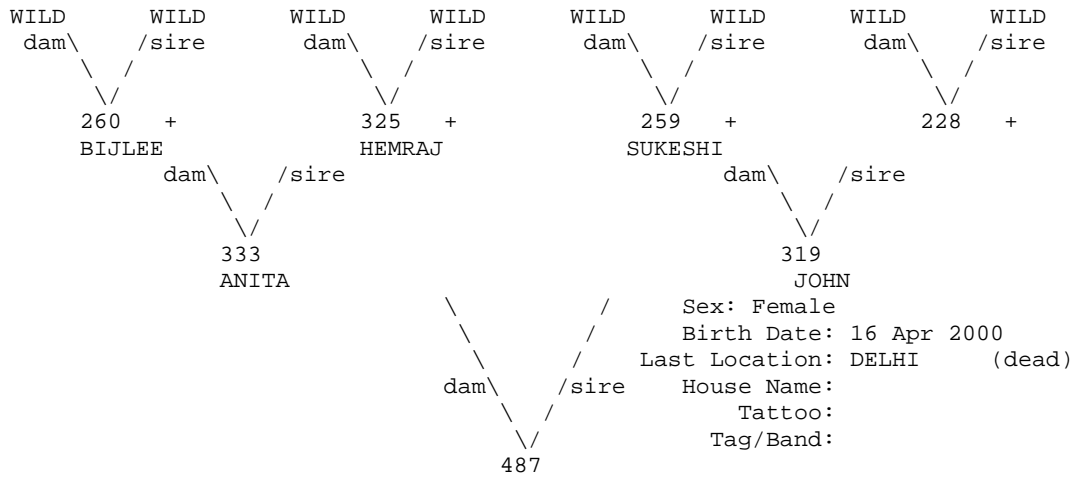 WILD WILD WILD WILD WILD WILD WILD WILD
dam\ /sire dam\ /sire dam\ /sire dam\ /sire
\ / \ / \ / \ /
\/ \/ \/ \/
260 + 325 + 259 + 228 +
BIJLEE HEMRAJ SUKESHI
dam\ /sire dam\ /sire
\ / \ /
\/ \/
333 319
ANITA JOHN
\ / Sex: Female
\ / Birth Date: 16 Apr 2000
\ / Last Location: DELHI (dead)
dam\ /sire House Name:
\ / Tattoo:
\/ Tag/Band:
487